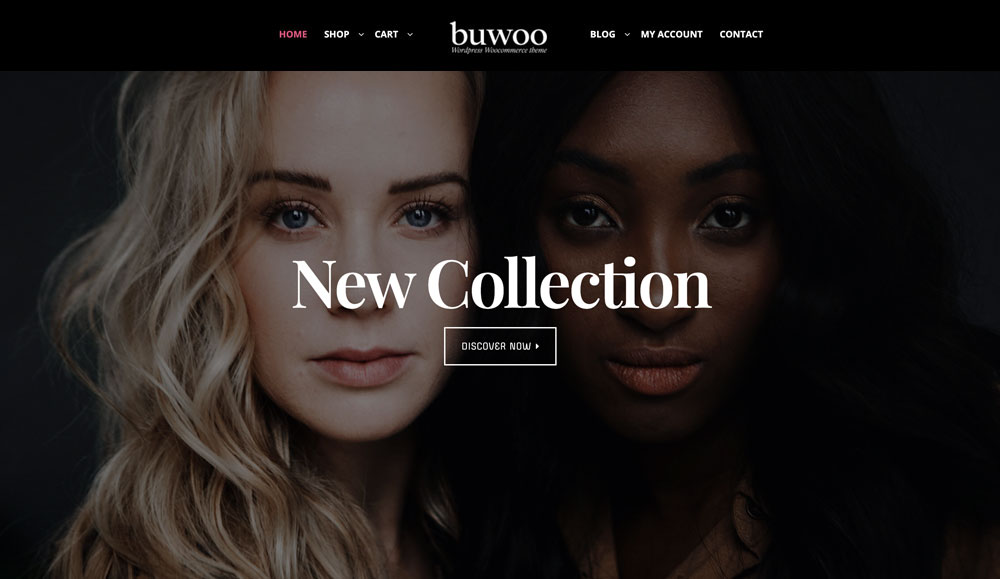 HOME SHOP CART buwoo BLOG MY ACCOUNT CONTACT
Wordpress Woocommerce theme
New Collection
DISCOVER NOW